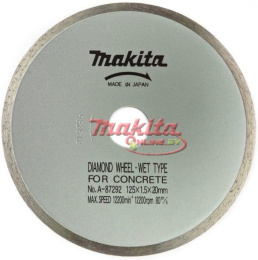 makita
MADE IN JAPAN
makita
ONLINE
DIAMOND WHEEL-WET TYPE
FOR CONCRETE
No.A-87292 125×1.5×20mm
MAX.SPEED 12200min⁻¹ 12200rpm